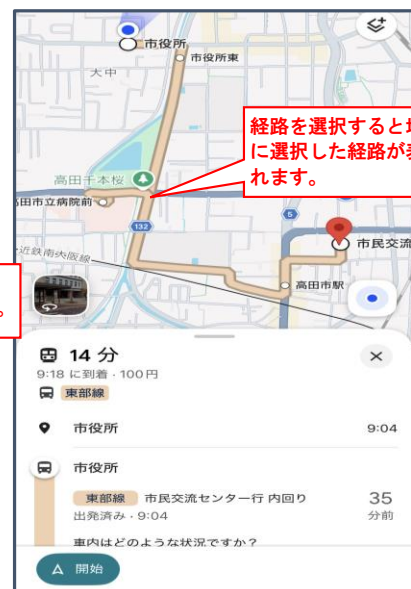 市役所
市役所東
大中
経路を選択すると
に選択した経路が
れます。
高田千本桜
田市立病院前
132
5
近鉄南大阪線
市民交流
高田市駅
。
14 分
9:18 に到着・100円
東部線
市役所
9:04
市役所
東部線 市民交流センター行 内回り
35
出発済み・9:04
分前
車内はどのような状況ですか?
開始